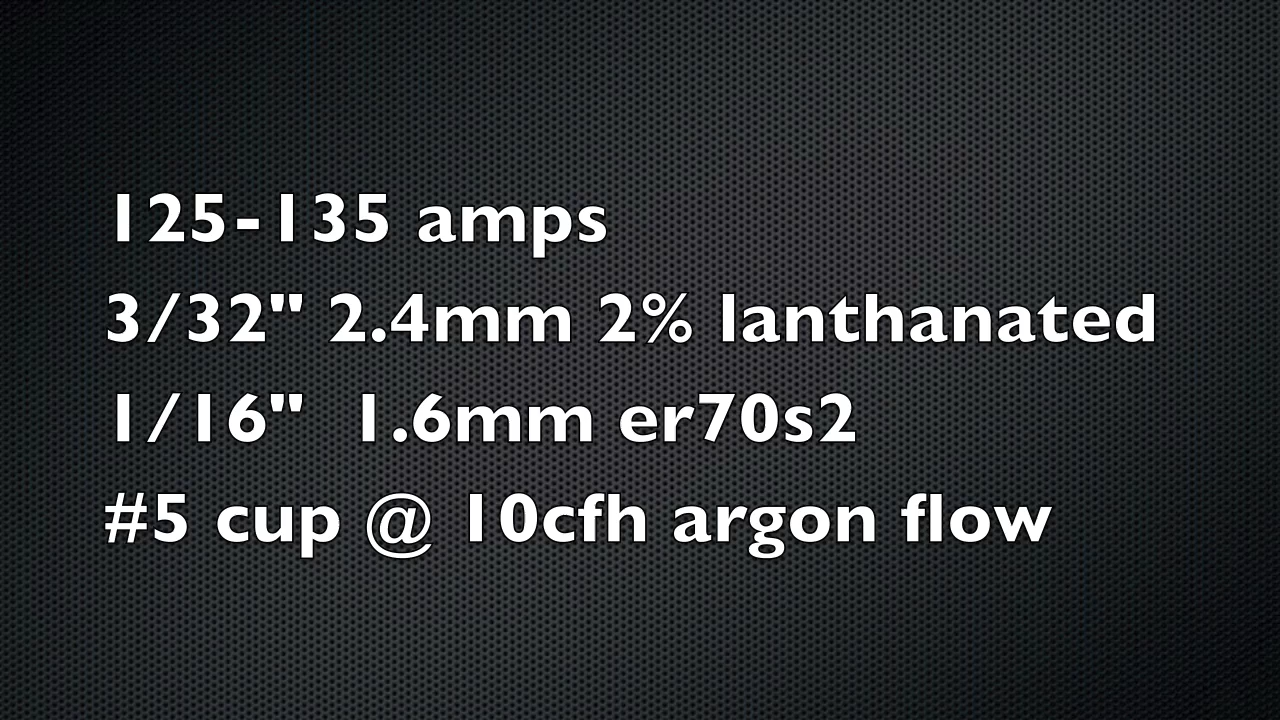 125-135 amps
3/32" 2.4mm 2% lanthanated
1/16"  1.6mm er70s2
#5 cup @ 10cfh argon flow